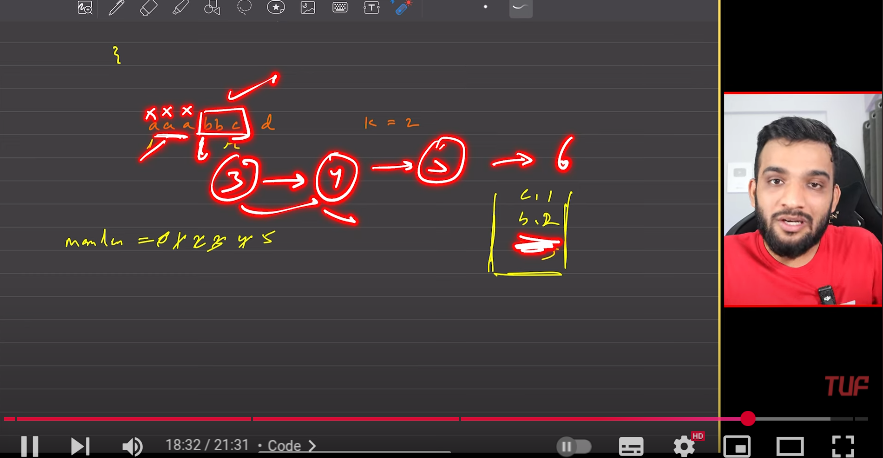 }
x x x
a a a b b c d k = 2
l r
3 → 4 → 5 → 6
c, 1
b, 2
maxlen = 0 1 2 3 4 5
TUF
18:32 / 21:31 • Code >
HD